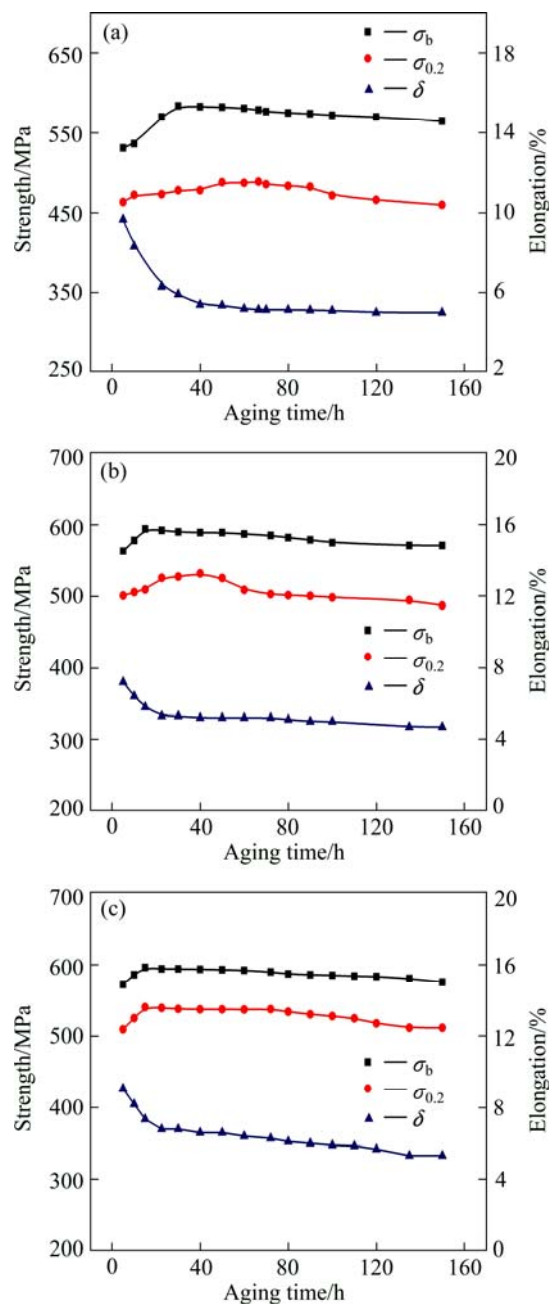 (a)
650
550
450
350
250
Strength/MPa
18
14
10
6
2
Elongation/%
— σb
— σ0.2
— δ
0 40 80 120 160
Aging time/h
(b)
700
600
500
400
300
200
Strength/MPa
20
16
12
8
4
0
Elongation/%
— σb
— σ0.2
— δ
0 40 80 120 160
Aging time/h
(c)
700
600
500
400
300
200
Strength/MPa
20
16
12
8
4
0
Elongation/%
— σb
— σ0.2
— δ
0 40 80 120 160
Aging time/h